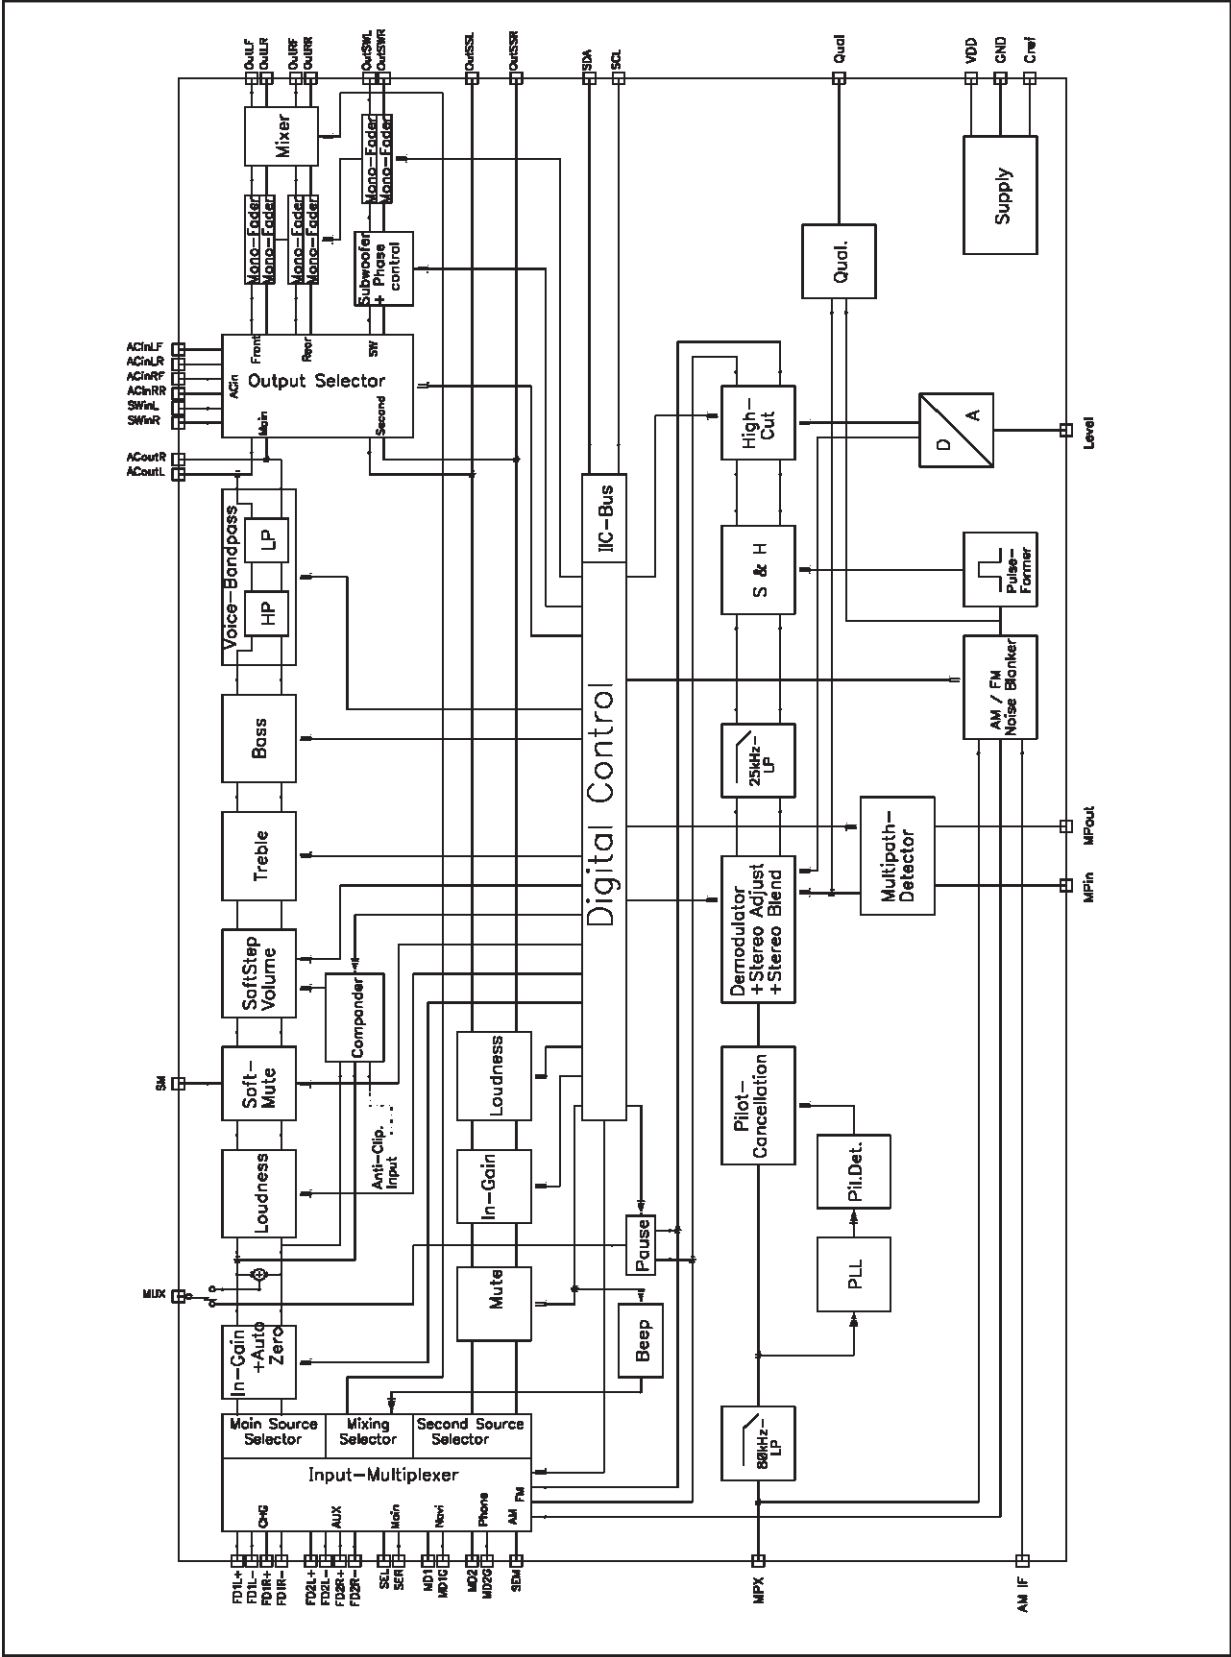 OutLF
OutLR
OutRF
OutRR
OutSWL
OutSWR
OutSSL
OutSSR
SDA
SCL
Qual
VDD
GND
Cref
Mixer
Mono-Fader
Mono-Fader
Mono-Fader
Mono-Fader
Mono-Fader
Mono-Fader
Subwoofer
+ Phase
control
Qual.
Supply
ACinLF
ACinLR
ACinRF
ACinRR
SWinL
SWinR
ACoutR
ACoutL
Front
Rear
SW
ACin
Output Selector
Main
Second
High-
Cut
D
A
Level
Voice-Bandpass
LP
HP
IIC-Bus
S & H
Pulse-
Former
AM / FM
Noise Blanker
Bass
Digital Control
25kHz-
LP
Treble
Multipath-
Detector
MPout
MPin
Demodulator
+Stereo Adjust
+Stereo Blend
SoftStep
Volume
Compander
SM
Soft-
Mute
Loudness
Anti-Clip.
Input
Pilot-
Cancellation
Loudness
In-Gain
Pil.Det.
Pause
PLL
MUX
Mute
In-Gain
+Auto
Zero
Beep
Main Source
Selector
Mixing
Selector
Second Source
Selector
Input-Multiplexer
80kHz-
LP
CHG
AUX
Main
Navi
Phone
AM
FM
FD1L+
FD1L-
FD1R+
FD1R-
FD2L+
FD2L-
FD2R+
FD2R-
SEL
SER
MD1
MD1G
MD2
MD2G
SEM
MPX
AM IF